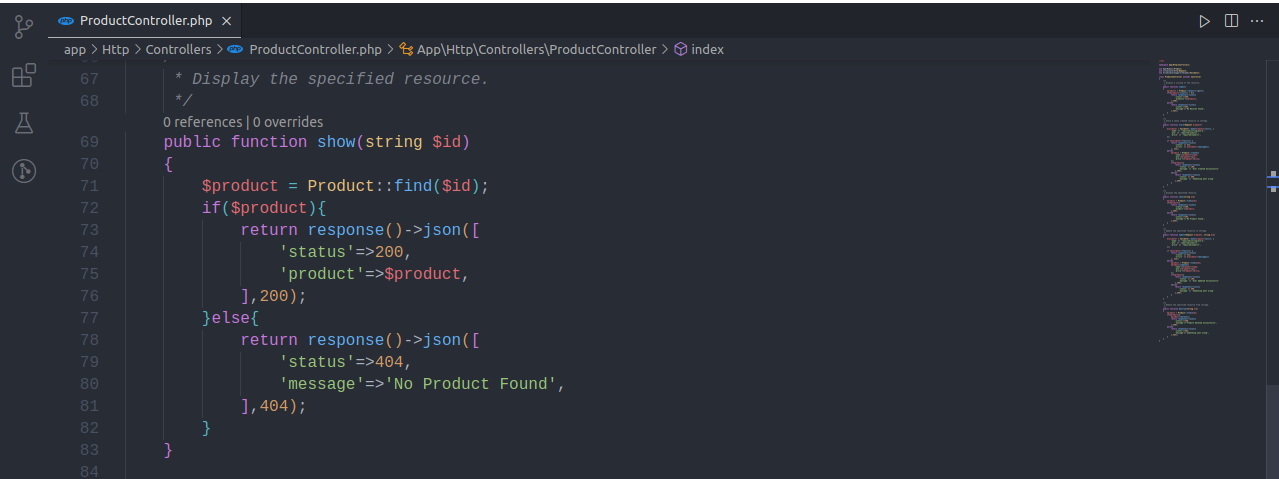 php ProductController.php ×
app > Http > Controllers > php ProductController.php > App\Http\Controllers\ProductController > index
67 * Display the specified resource.
68 */
0 references | 0 overrides
69 public function show(string $id)
70 {
71 $product = Product::find($id);
72 if($product){
73 return response()->json([
74 'status'=>200,
75 'product'=>$product,
76 ],200);
77 }else{
78 return response()->json([
79 'status'=>404,
80 'message'=>'No Product Found',
81 ],404);
82 }
83 }
84